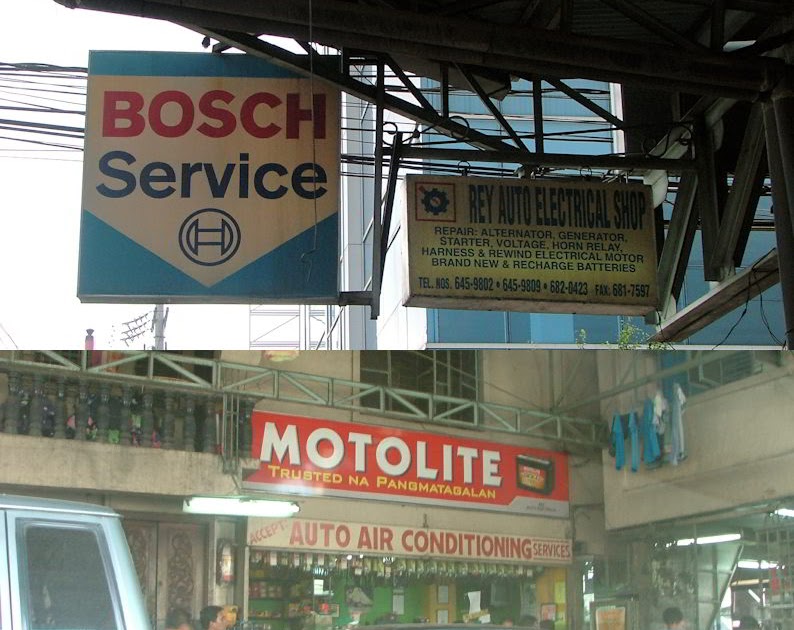 BOSCH
Service
REY AUTO ELECTRICAL SHOP
REPAIR: ALTERNATOR, GENERATOR,
STARTER, VOLTAGE, HORN RELAY,
HARNESS & REWIND ELECTRICAL MOTOR
BRAND NEW & RECHARGE BATTERIES
TEL. NOS. 645-9802 • 645-9809 • 682-0423 FAX: 681-7597
MOTOLITE
TRUSTED NA PANGMATAGALAN
ACCEPT- AUTO AIR CONDITIONING SERVICES